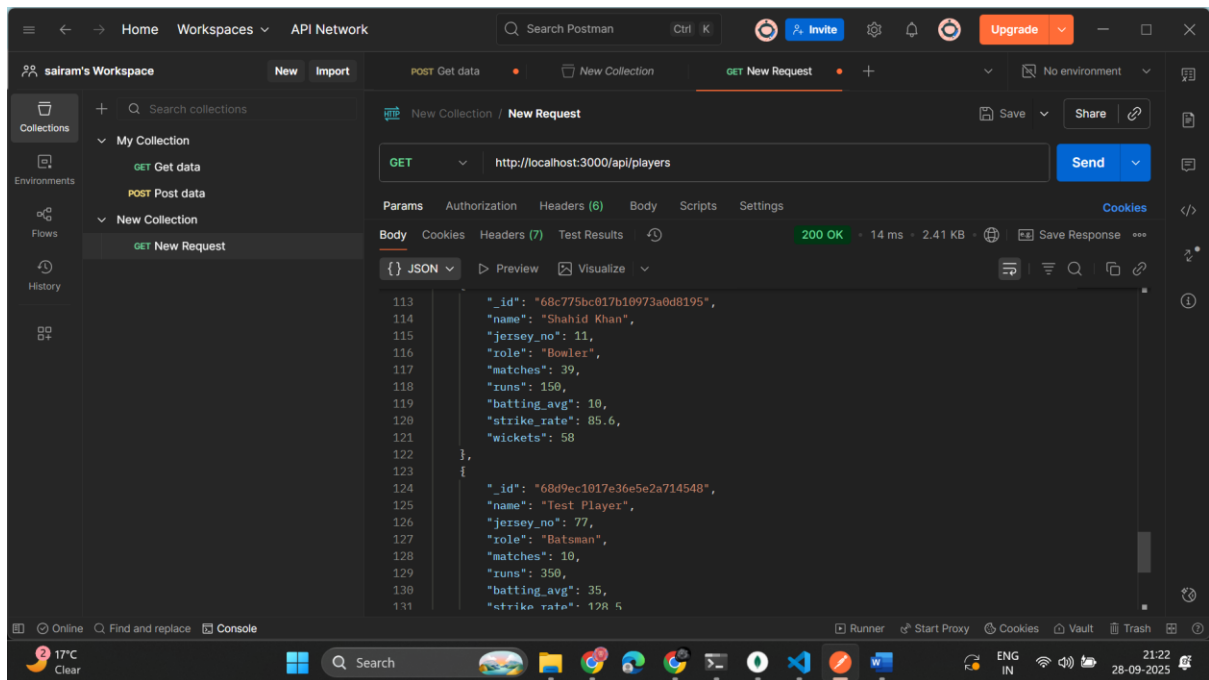 Home Workspaces API Network Search Postman Ctrl K Invite Upgrade
sairam's Workspace New Import POST Get data New Collection GET New Request No environment
Collections
Environments
Flows
History
Search collections
My Collection
GET Get data
POST Post data
New Collection
GET New Request
HTTP New Collection / New Request Save Share
GET http://localhost:3000/api/players Send
Params Authorization Headers (6) Body Scripts Settings Cookies
Body Cookies Headers (7) Test Results 200 OK 14 ms 2.41 KB Save Response
{} JSON Preview Visualize
113 "_id": "68c775bc017b10973a0d8195",
114 "name": "Shahid Khan",
115 "jersey_no": 11,
116 "role": "Bowler",
117 "matches": 39,
118 "runs": 150,
119 "batting_avg": 10,
120 "strike_rate": 85.6,
121 "wickets": 58
122 },
123 {
124 "_id": "68d9ec1017e36e5e2a714548",
125 "name": "Test Player",
126 "jersey_no": 77,
127 "role": "Batsman",
128 "matches": 10,
129 "runs": 350,
130 "batting_avg": 35,
131 "strike_rate": 128.5
Online Find and replace Console Runner Start Proxy Cookies Vault Trash
2 17°C
Clear
Search
ENG
IN
21:22
28-09-2025